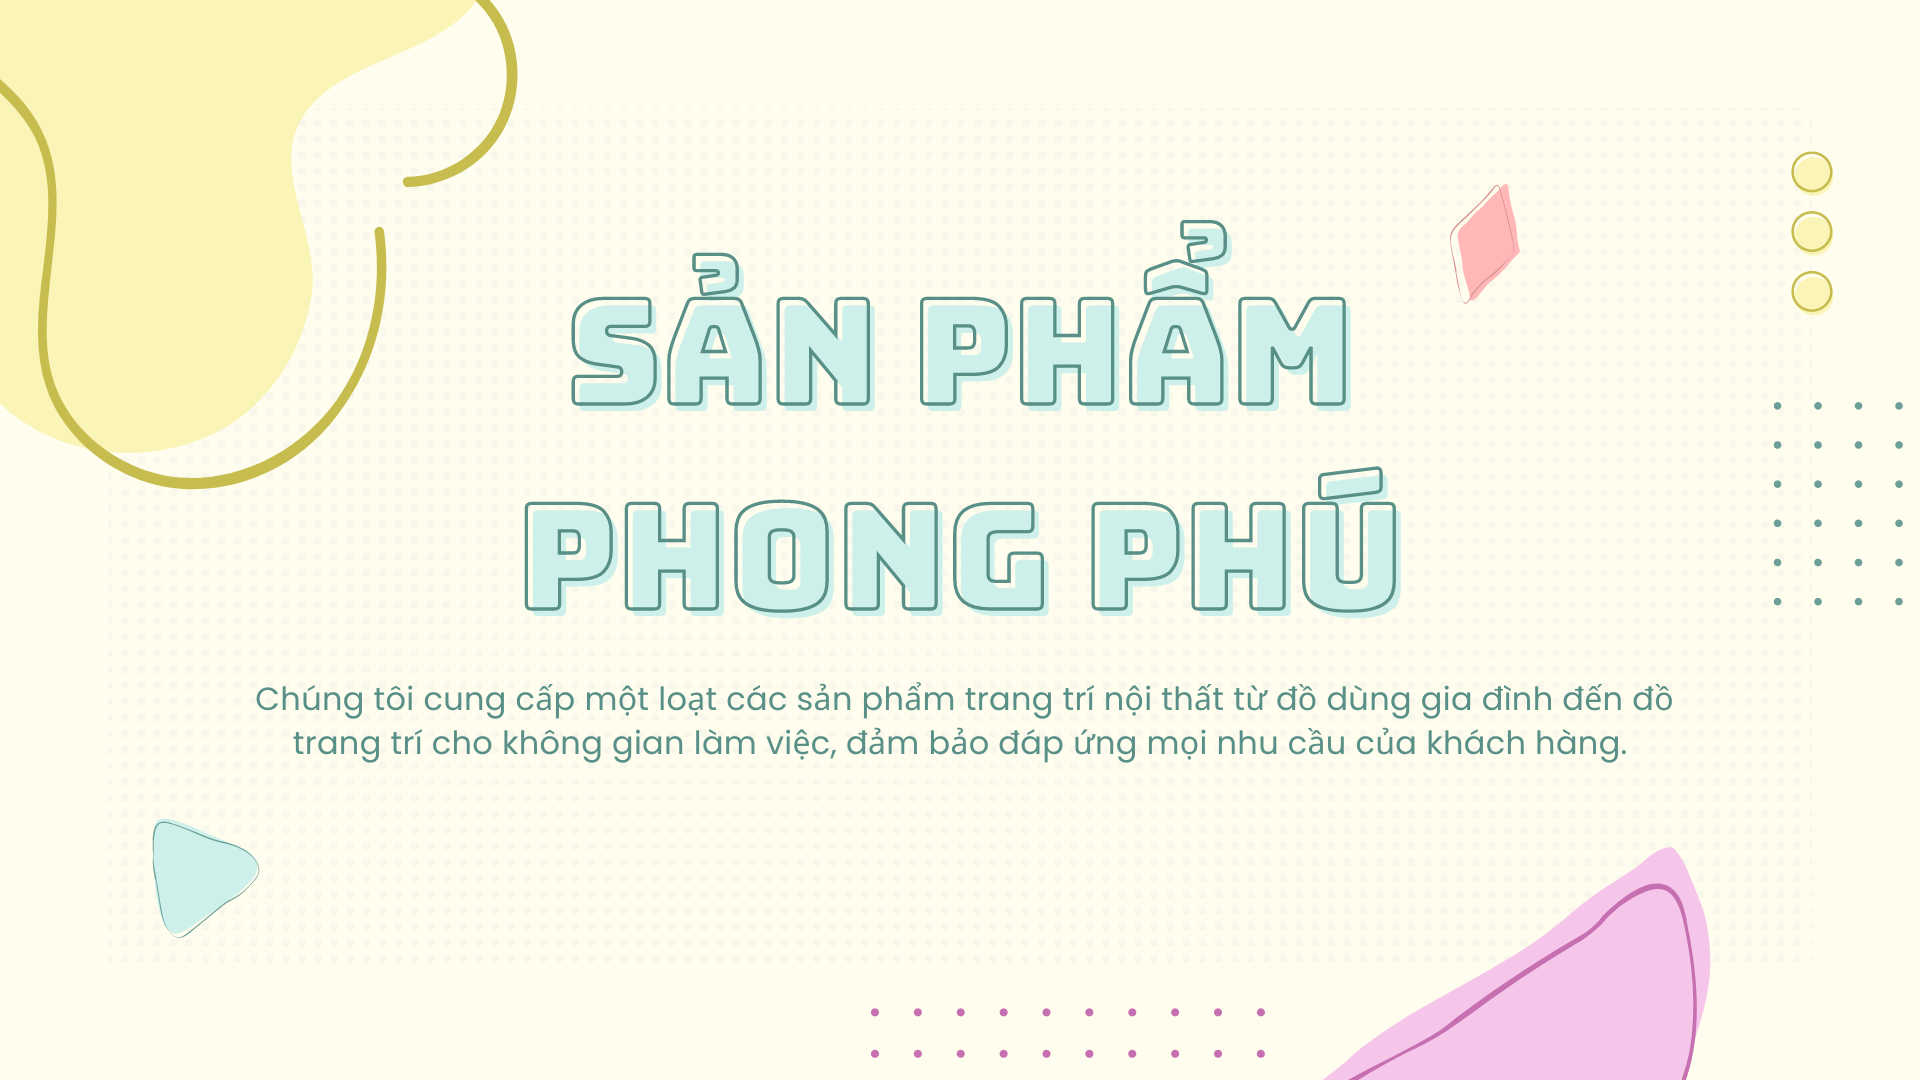 SẢN PHẨM
PHONG PHÚ
Chúng tôi cung cấp một loạt các sản phẩm trang trí nội thất từ đồ dùng gia đình đến đồ
trang trí cho không gian làm việc, đảm bảo đáp ứng mọi nhu cầu của khách hàng.